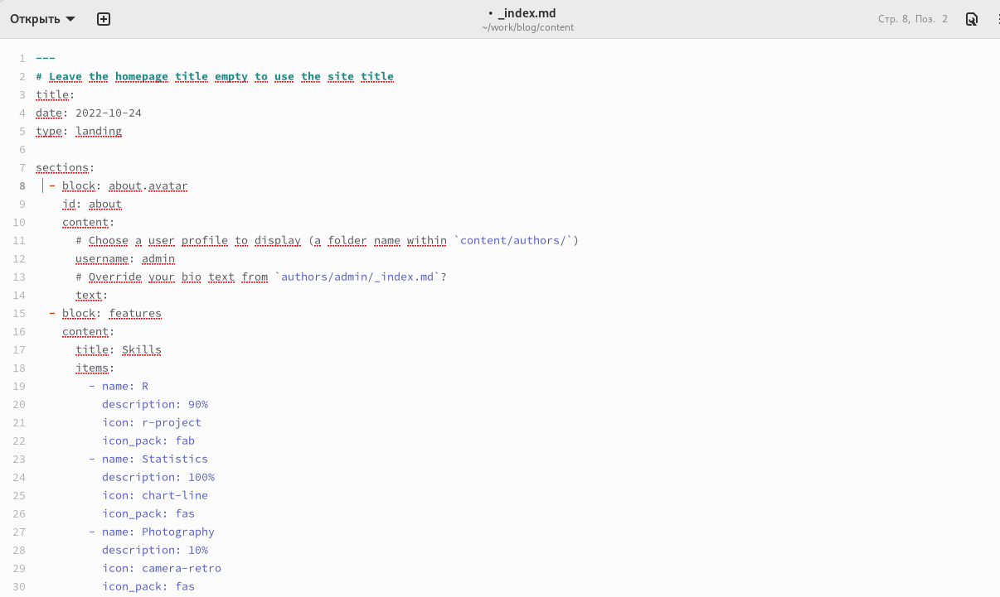 Открыть
• _index.md
~/work/blog/content
Стр. 8, Поз. 2
1 ---
2 # Leave the homepage title empty to use the site title
3 title:
4 date: 2022-10-24
5 type: landing
6
7 sections:
8   - block: about.avatar
9     id: about
10     content:
11       # Choose a user profile to display (a folder name within `content/authors/`)
12       username: admin
13       # Override your bio text from `authors/admin/_index.md`?
14       text:
15   - block: features
16     content:
17       title: Skills
18       items:
19         - name: R
20           description: 90%
21           icon: r-project
22           icon_pack: fab
23         - name: Statistics
24           description: 100%
25           icon: chart-line
26           icon_pack: fas
27         - name: Photography
28           description: 10%
29           icon: camera-retro
30           icon_pack: fas